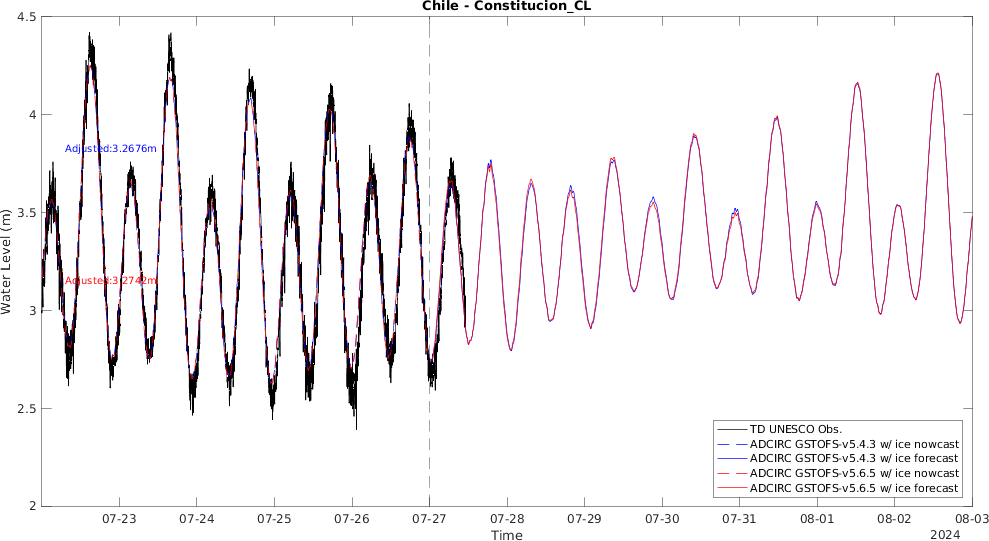 Chile - Constitucion_CL
4.5
4
3.5
3
2.5
2
Water Level (m)
Adjusted:3.2676m
Adjusted:3.2742m
TD UNESCO Obs.
ADCIRC GSTOFS-v5.4.3 w/ ice nowcast
ADCIRC GSTOFS-v5.4.3 w/ ice forecast
ADCIRC GSTOFS-v5.6.5 w/ ice nowcast
ADCIRC GSTOFS-v5.6.5 w/ ice forecast
07-23 07-24 07-25 07-26 07-27 07-28 07-29 07-30 07-31 08-01 08-02 08-03
Time
2024